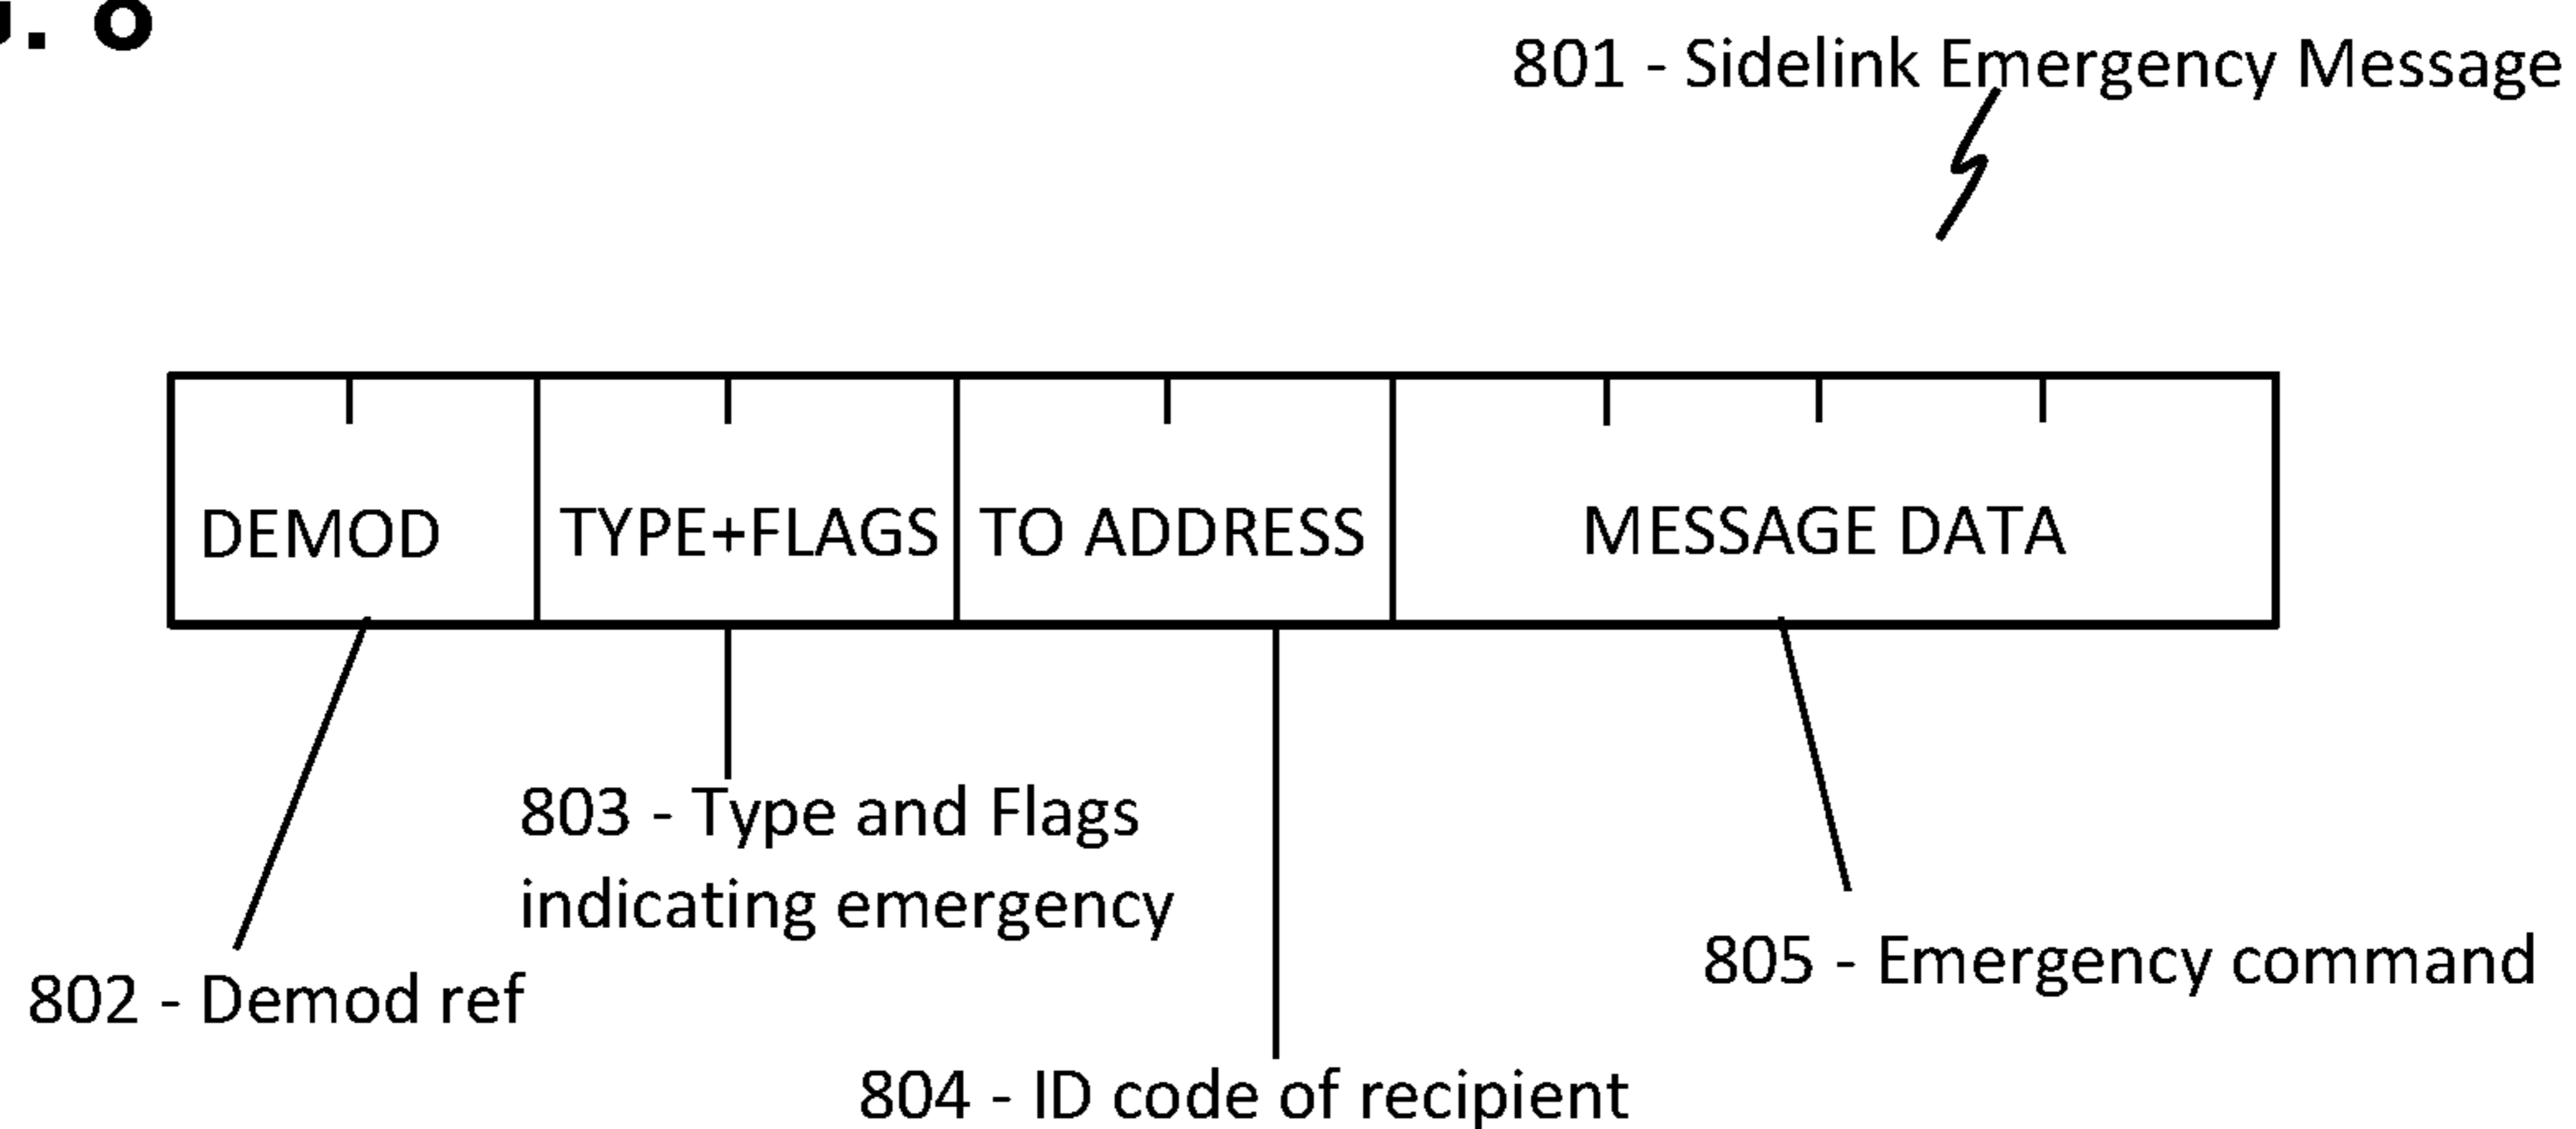 . 8
801 - Sidelink Emergency Message
DEMOD TYPE+FLAGS TO ADDRESS MESSAGE DATA
803 - Type and Flags
indicating emergency
805 - Emergency command
802 - Demod ref
804 - ID code of recipient